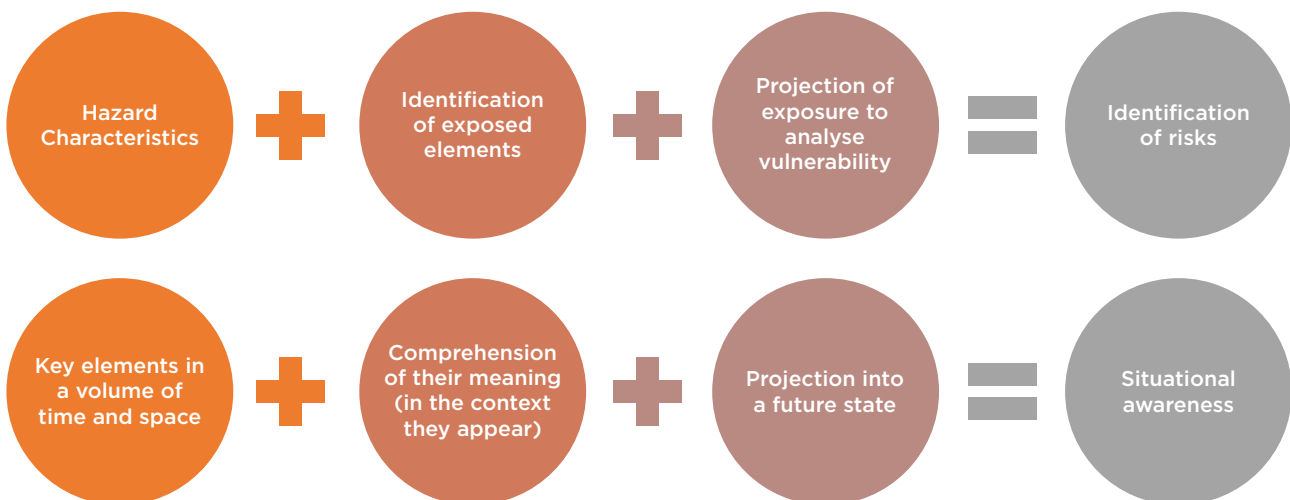 Hazard
Characteristics
Identification
of exposed
elements
Projection of
exposure to
analyse
vulnerability
Identification
of risks
Key elements in
a volume of
time and space
Comprehension
of their meaning
(in the context
they appear)
Projection into
a future state
Situational
awareness